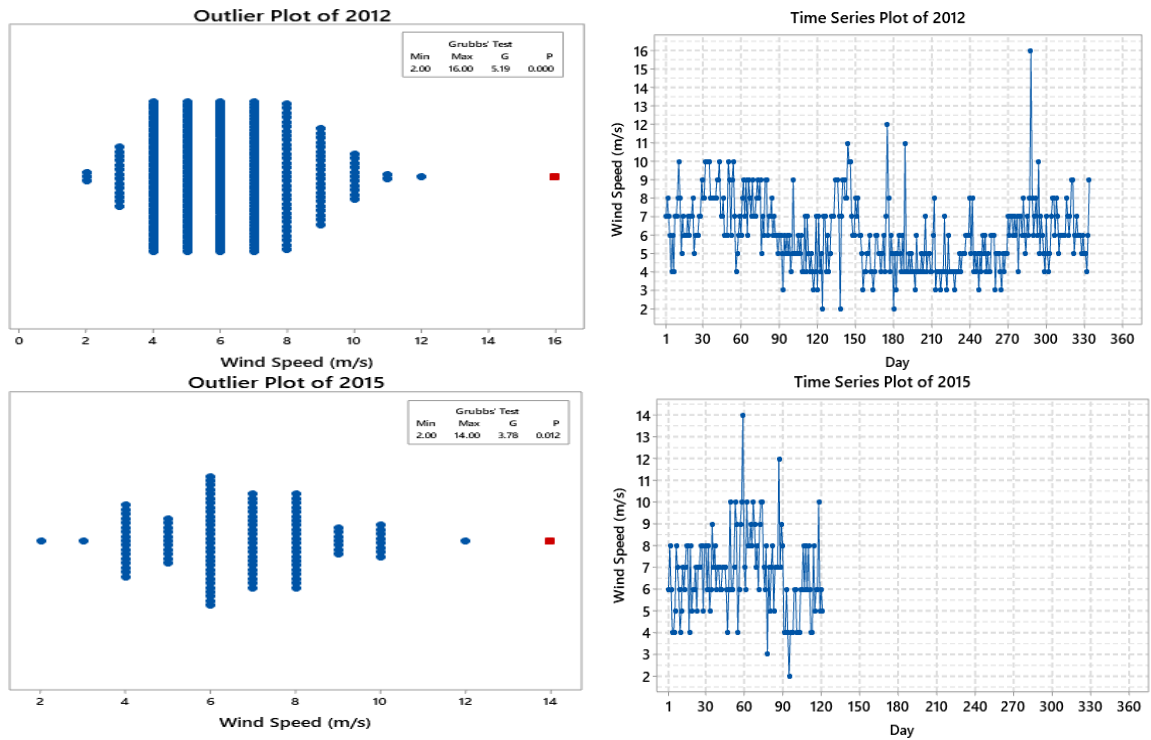 Outlier Plot of 2012
Grubbs' Test
Min Max G P
2.00 16.00 5.19 0.000
0 2 4 6 8 10 12 14 16
Wind Speed (m/s)
Time Series Plot of 2012
Wind Speed (m/s)
16
15
14
13
12
11
10
9
8
7
6
5
4
3
2
1 30 60 90 120 150 180 210 240 270 300 330 360
Day
Outlier Plot of 2015
Grubbs' Test
Min Max G P
2.00 14.00 3.78 0.012
2 4 6 8 10 12 14
Wind Speed (m/s)
Time Series Plot of 2015
Wind Speed (m/s)
14
13
12
11
10
9
8
7
6
5
4
3
2
1 30 60 90 120 150 180 210 240 270 300 330 360
Day